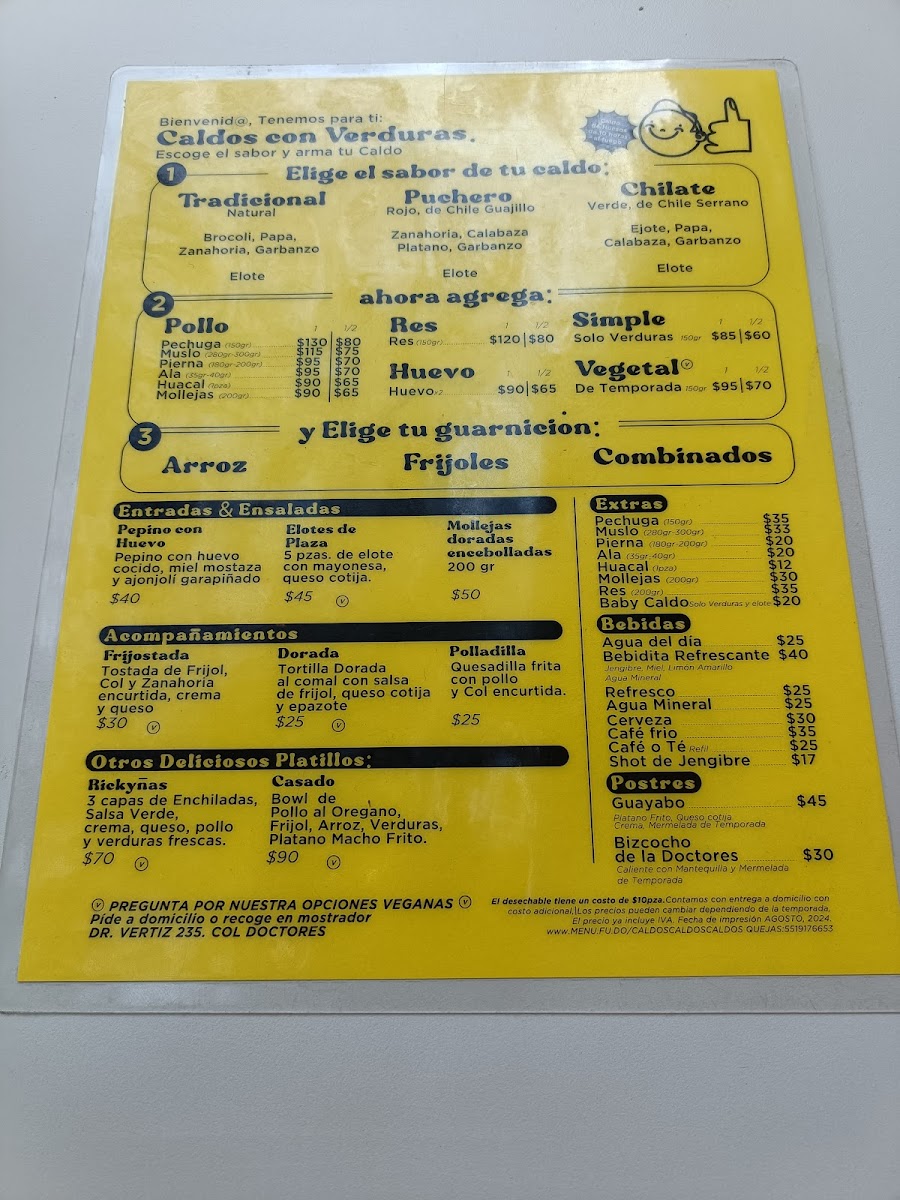 Bienvenid@, Tenemos para ti:
Caldos con Verduras.
Escoge el sabor y arma tu Caldo
1 Elige el sabor de tu caldo:
Tradicional
Natural
Brocoli, Papa,
Zanahoria, Garbanzo
Elote
Puchero
Rojo, de Chile Guajillo
Zanahoria, Calabaza
Platano, Garbanzo
Elote
Chilate
Verde, de Chile Serrano
Ejote, Papa,
Calabaza, Garbanzo
Elote
2 ahora agrega:
Pollo 1 1/2
Pechuga (150gr) $130 $80
Muslo (280gr-300gr) $115 $75
Pierna (180gr-200gr) $95 $70
Ala (35gr-40gr) $95 $70
Huacal (1pza) $90 $65
Mollejas (200gr) $90 $65
Res 1 1/2
Res (150gr) $120 $80
Huevo 1 1/2
Huevo x2 $90 $65
Simple 1 1/2
Solo Verduras 150gr $85 $60
Vegetal V 1 1/2
De Temporada 150gr $95 $70
3 y Elige tu guarnicion:
Arroz
Frijoles
Combinados
Entradas & Ensaladas
Pepino con
Huevo
Pepino con huevo
cocido, miel mostaza
y ajonjolí garapiñado
$40
Elotes de
Plaza
5 pzas. de elote
con mayonesa,
queso cotija.
$45 V
Mollejas
doradas
encebolladas
200 gr
$50
Acompañamientos
Frijostada
Tostada de Frijol,
Col y Zanahoria
encurtida, crema
y queso
$30 V
Dorada
Tortilla Dorada
al comal con salsa
de frijol, queso cotija
y epazote
$25 V
Polladilla
Quesadilla frita
con pollo
y Col encurtida.
$25
Otros Deliciosos Platillos:
Rickyñas
3 capas de Enchiladas,
Salsa Verde,
crema, queso, pollo
y verduras frescas.
$70 V
Casado
Bowl de
Pollo al Oregano,
Frijol, Arroz, Verduras,
Platano Macho Frito.
$90 V
Extras
Pechuga (150gr) $35
Muslo (280gr-300gr) $33
Pierna (180gr-200gr) $20
Ala (35gr-40gr) $20
Huacal (1pza) $12
Mollejas (200gr) $30
Res (200gr) $35
Baby Caldo Solo Verduras y elote $20
Bebidas
Agua del día $25
Bebidita Refrescante $40
Jengibre, Miel, Limón Amarillo
Agua Mineral
Refresco $25
Agua Mineral $25
Cerveza $30
Café frio $35
Café o Té Refil $25
Shot de Jengibre $17
Postres
Guayabo $45
Platano Frito, Queso cotija
Crema, Mermelada de Temporada
Bizcocho
de la Doctores $30
Caliente con Mantequilla y Mermelada
de Temporada
V PREGUNTA POR NUESTRA OPCIONES VEGANAS V
Pide a domicilio o recoge en mostrador
DR. VERTIZ 235. COL DOCTORES
El desechable tiene un costo de $10pza.Contamos con entrega a domicilio con
costo adicional.|Los precios pueden cambiar dependiendo de la temporada,
El precio ya incluye IVA. Fecha de impresión AGOSTO, 2024.
www.MENU.FU.DO/CALDOSCALDOSCALDOS QUEJAS:5519176653